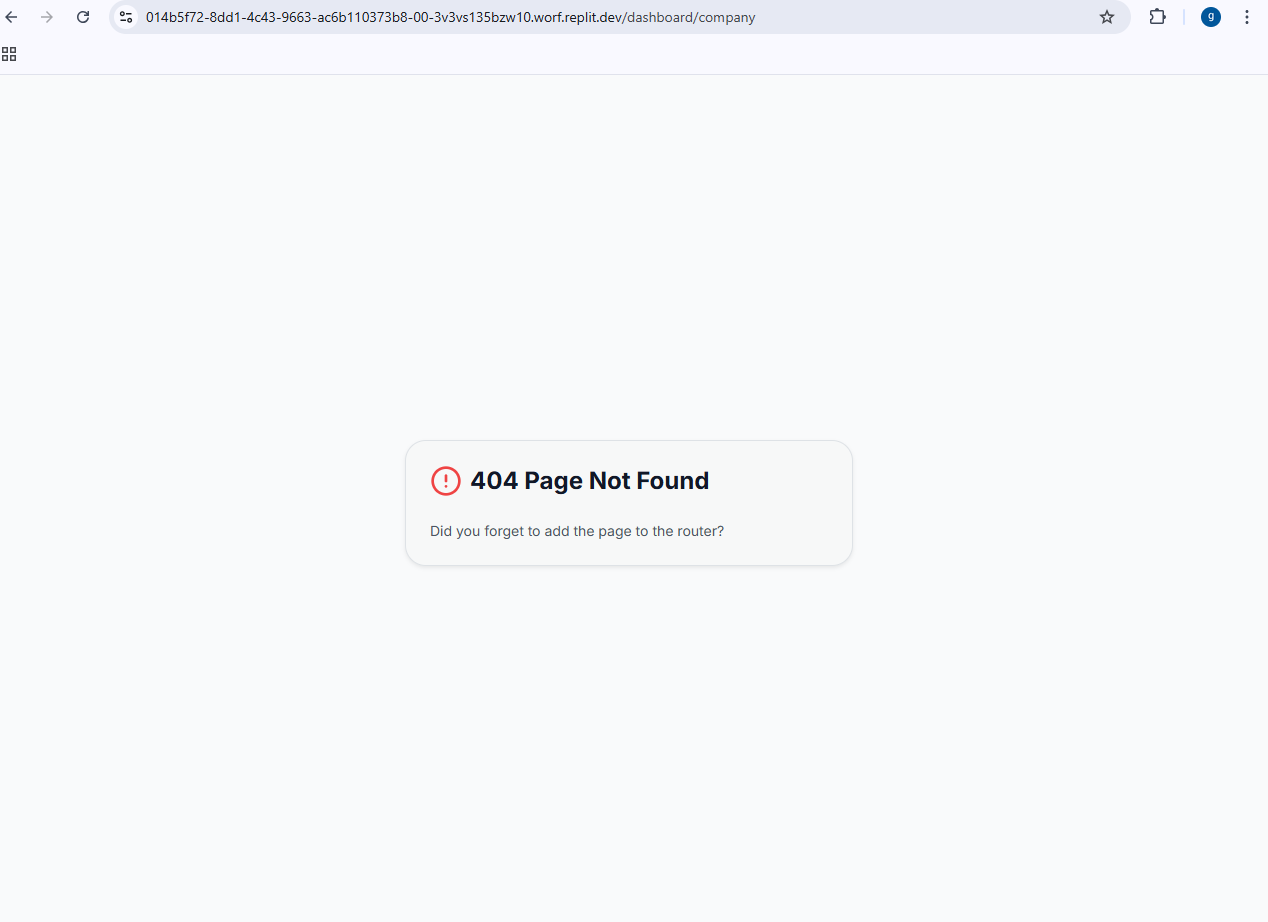 014b5f72-8dd1-4c43-9663-ac6b110373b8-00-3v3vs135bzw10.worf.replit.dev/dashboard/company
g
404 Page Not Found
Did you forget to add the page to the router?